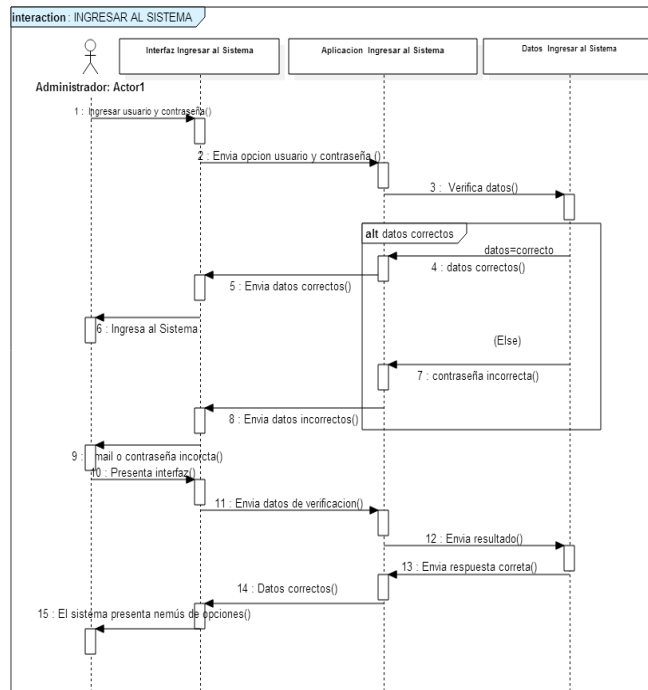 interaction : INGRESAR AL SISTEMA
Interfaz Ingresar al Sistema
Aplicacion Ingresar al Sistema
Datos Ingresar al Sistema
Administrador: Actor1
1 : Ingresar usuario y contraseña()
2 : Envia opcion usuario y contraseña ()
3 : Verifica datos()
alt datos correctos
datos=correcto
4 : datos correctos()
5 : Envia datos correctos()
6 : Ingresa al Sistema
(Else)
7 : contraseña incorrecta()
8 : Envia datos incorrectos()
9 : mail o contraseña incorcta()
10 : Presenta interfaz()
11 : Envia datos de verificacion()
12 : Envia resultado()
13 : Envia respuesta correta()
14 : Datos correctos()
15 : El sistema presenta nemús de opciones()